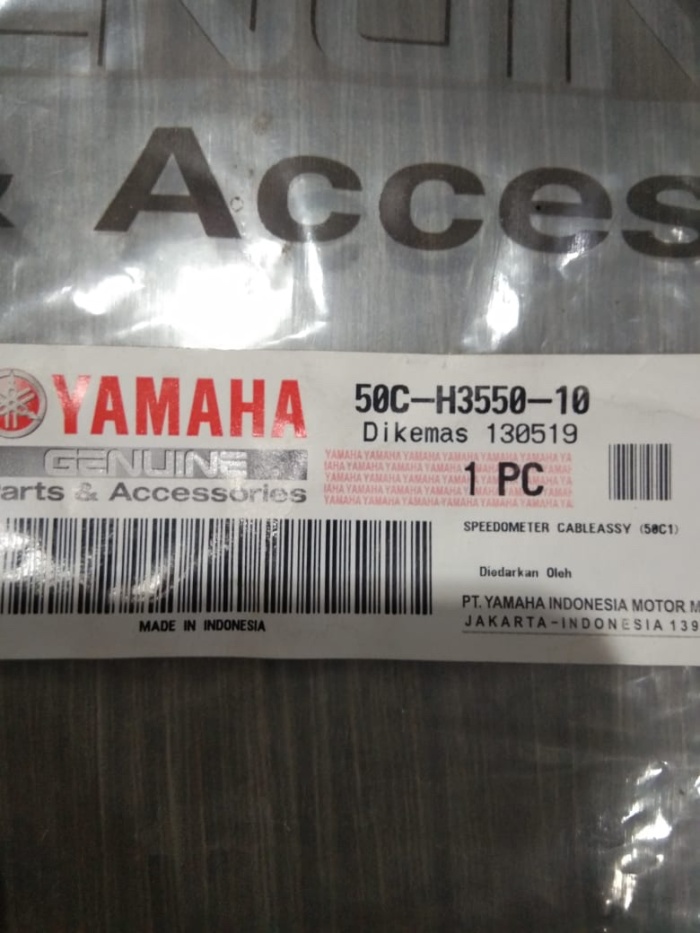 & Acces
YAMAHA
GENUINE
arts & Accessories
50C-H3550-10
Dikemas 130519
1 PC
SPEEDOMETER CABLEASSY (50C1)
Diedarkan Oleh
PT. YAMAHA INDONESIA MOTOR M
JAKARTA-INDONESIA 139
MADE IN INDONESIA